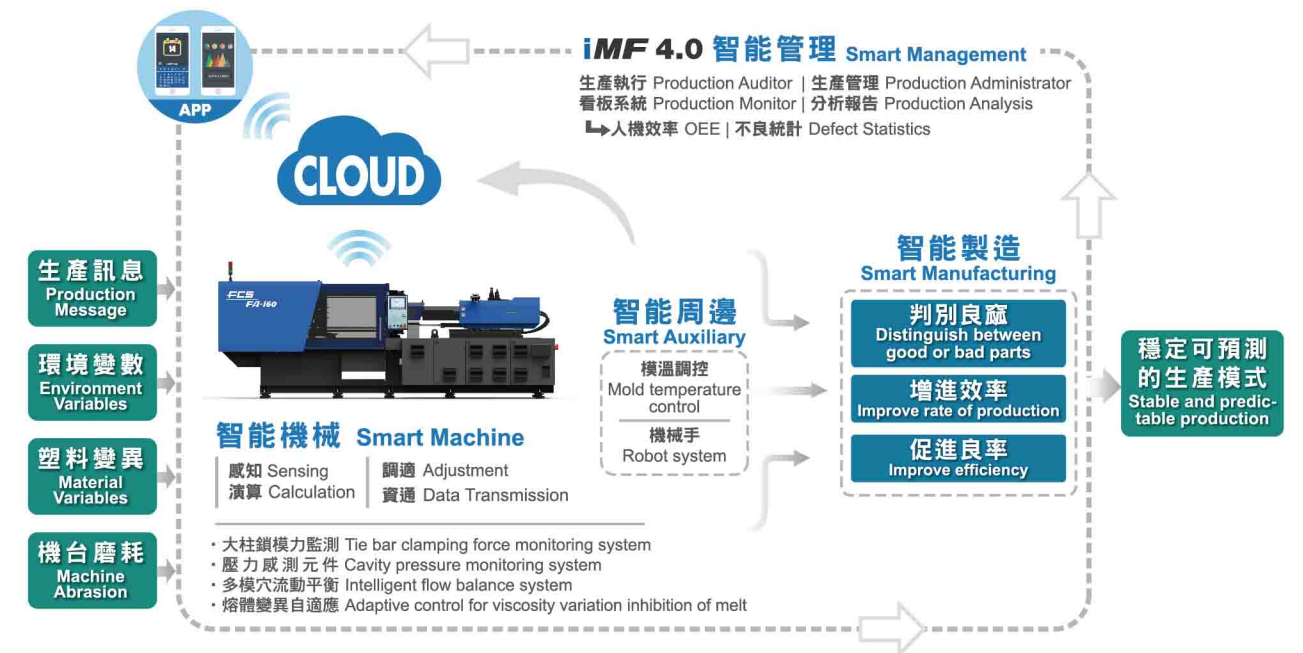 APP
iMF 4.0 智能管理 Smart Management
生產執行 Production Auditor | 生產管理 Production Administrator
看板系統 Production Monitor | 分析報告 Production Analysis
人機效率 OEE | 不良統計 Defect Statistics
CLOUD
生產訊息
Production
Message
環境變數
Environment
Variables
塑料變異
Material
Variables
機台磨耗
Machine
Abrasion
FCS
FA-160
智能機械 Smart Machine
感知 Sensing
演算 Calculation
調適 Adjustment
資通 Data Transmission
・大柱鎖模力監測 Tie bar clamping force monitoring system
・壓力感測元件 Cavity pressure monitoring system
・多模穴流動平衡 Intelligent flow balance system
・熔體變異自適應 Adaptive control for viscosity variation inhibition of melt
智能周邊
Smart Auxiliary
模溫調控
Mold temperature
control
機械手
Robot system
智能製造
Smart Manufacturing
判別良窳
Distinguish between
good or bad parts
增進效率
Improve rate of production
促進良率
Improve efficiency
穩定可預測
的生產模式
Stable and predic-
table production